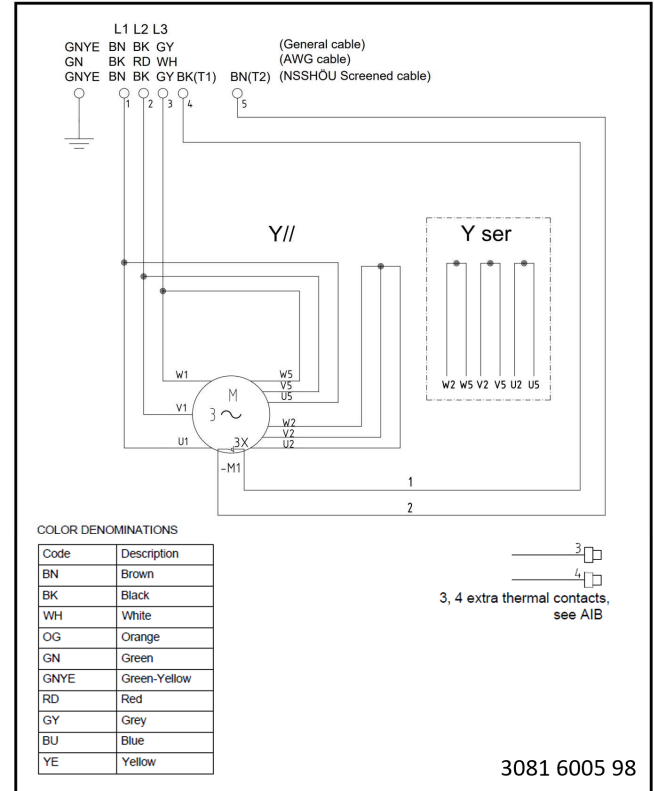 L1 L2 L3
GNYE BN BK GY (General cable)
GN BK RD WH (AWG cable)
GNYE BN BK GY BK(T1) BN(T2) (NSSHÖU Screened cable)
1 2 3 4 5
Y// Y ser
W1 W5
V5
U5
M
W2 W5 V2 V5 U2 U5
V1 3 ~
W2
V2
U1 3X U2
-M1
1
2
COLOR DENOMINATIONS
Code Description
BN Brown
BK Black
WH White
OG Orange
GN Green
GNYE Green-Yellow
RD Red
GY Grey
BU Blue
YE Yellow
3
4
3, 4 extra thermal contacts,
see AIB
3081 6005 98